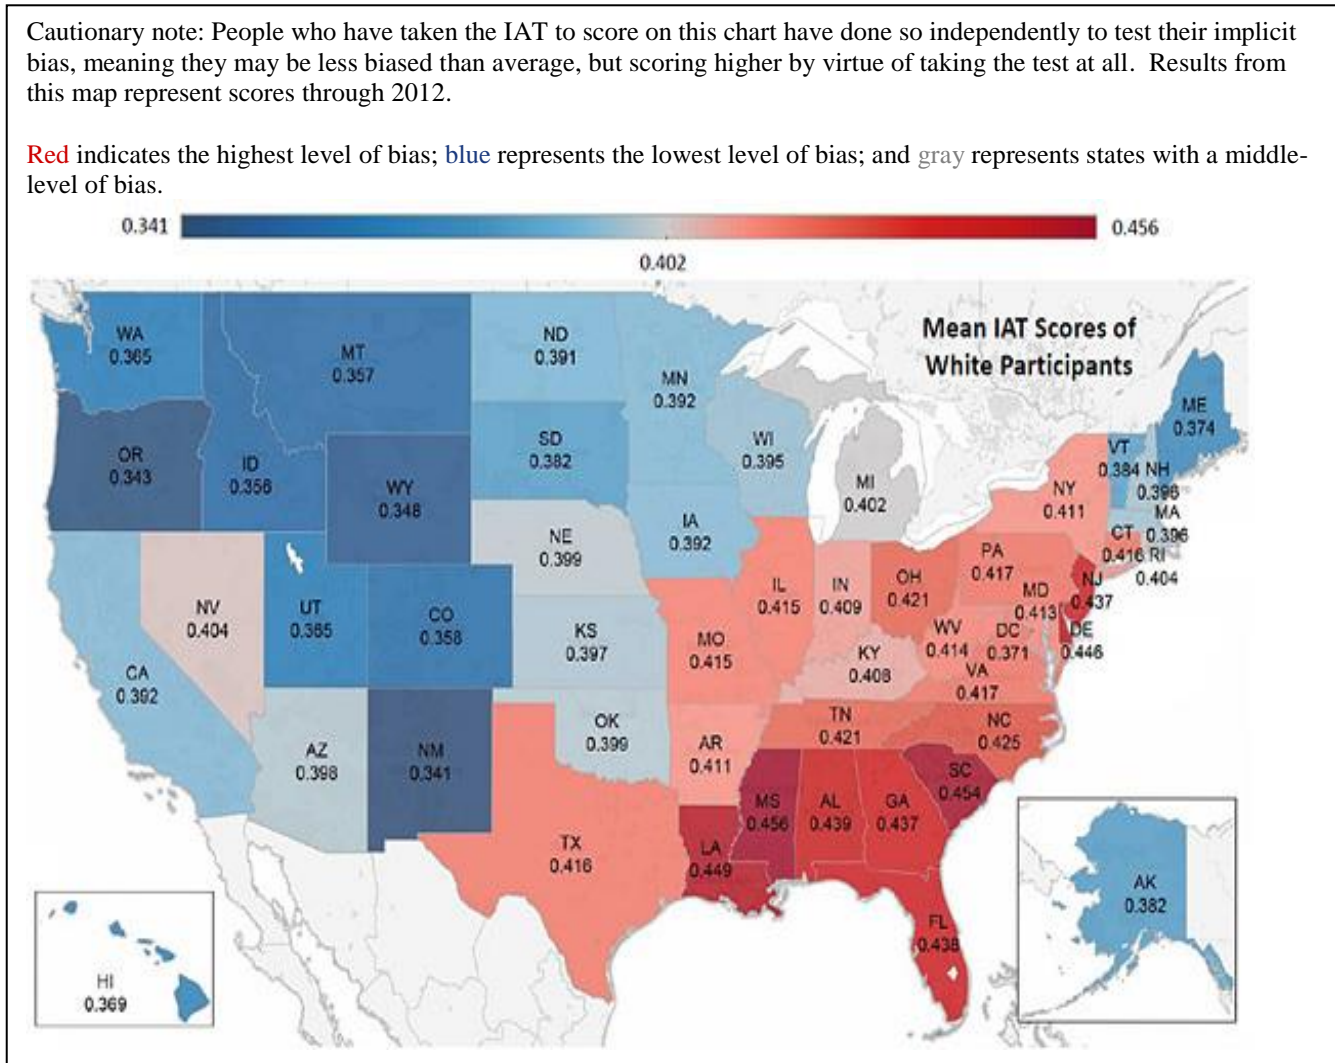 Cautionary note: People who have taken the IAT to score on this chart have done so independently to test their implicit
bias, meaning they may be less biased than average, but scoring higher by virtue of taking the test at all.  Results from
this map represent scores through 2012.
Red indicates the highest level of bias; blue represents the lowest level of bias; and gray represents states with a middle-
level of bias.
0.341
0.456
0.402
Mean IAT Scores of
White Participants
WA
0.365
MT
0.357
ND
0.391
MN
0.392
OR
0.343
ID
0.356
WY
0.348
SD
0.382
WI
0.395
MI
0.402
ME
0.374
VT
0.384
NH
0.396
NY
0.411
MA
0.396
CT
0.416
RI
0.404
NE
0.399
IA
0.392
NV
0.404
UT
0.365
CO
0.358
KS
0.397
MO
0.415
IL
0.415
IN
0.409
OH
0.421
PA
0.417
NJ
0.437
MD
0.413
DE
0.446
WV
0.414
DC
0.371
VA
0.417
KY
0.408
CA
0.392
AZ
0.398
NM
0.341
OK
0.399
AR
0.411
TN
0.421
NC
0.425
SC
0.454
MS
0.456
AL
0.439
GA
0.437
TX
0.416
LA
0.449
FL
0.438
HI
0.369
AK
0.382